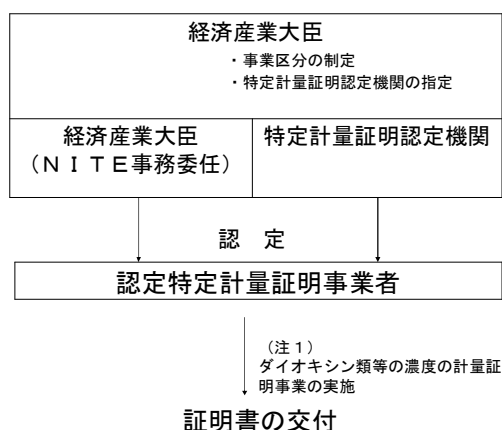 経済産業大臣
・事業区分の制定
・特定計量証明認定機関の指定
経済産業大臣
（ＮＩＴＥ事務委任）
特定計量証明認定機関
認　定
認定特定計量証明事業者
（注１）
ダイオキシン類等の濃度の計量証
明事業の実施
証明書の交付